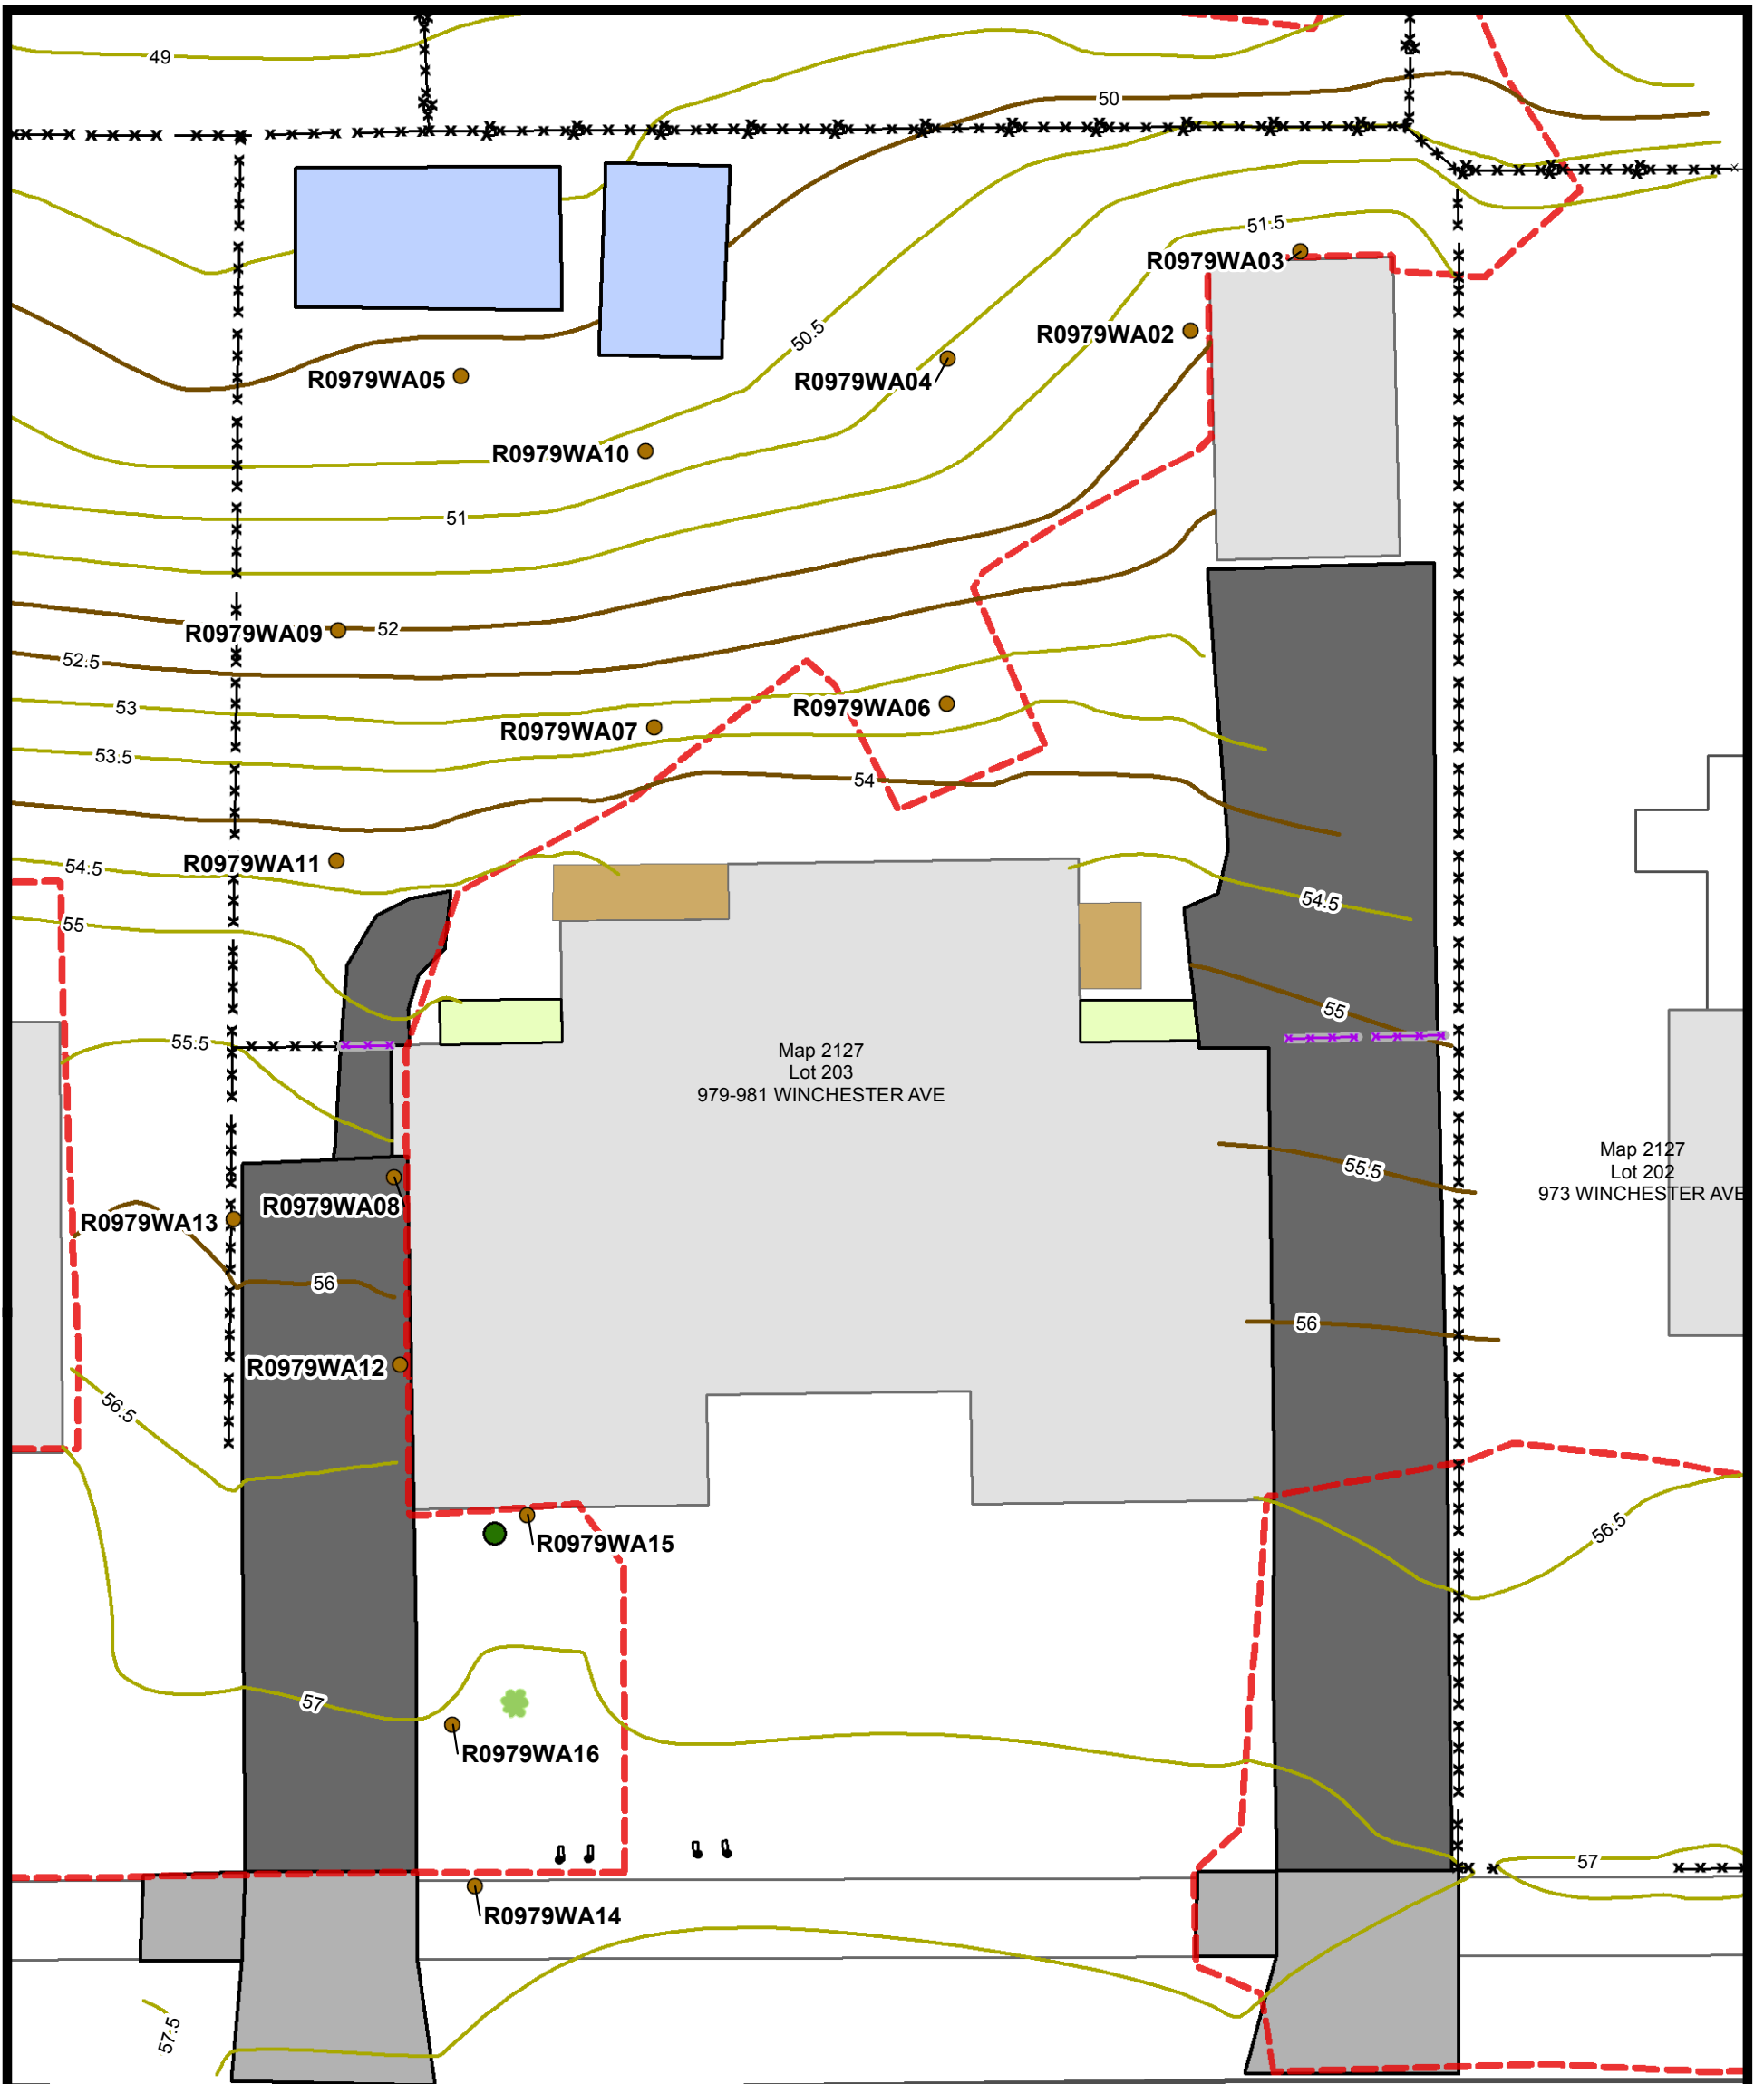 49
50
51.5
R0979WA03
R0979WA02
50.5
R0979WA05
R0979WA04
R0979WA10
51
R0979WA09
52
52.5
53
R0979WA06
R0979WA07
53.5
54
R0979WA11
54.5
54.5
55
55
55.5
Map 2127
Lot 203
979-981 WINCHESTER AVE
Map 2127
Lot 202
973 WINCHESTER AVE
55.5
R0979WA08
R0979WA13
56
56
R0979WA12
56.5
56.5
R0979WA15
57
R0979WA16
57
R0979WA14
57.5